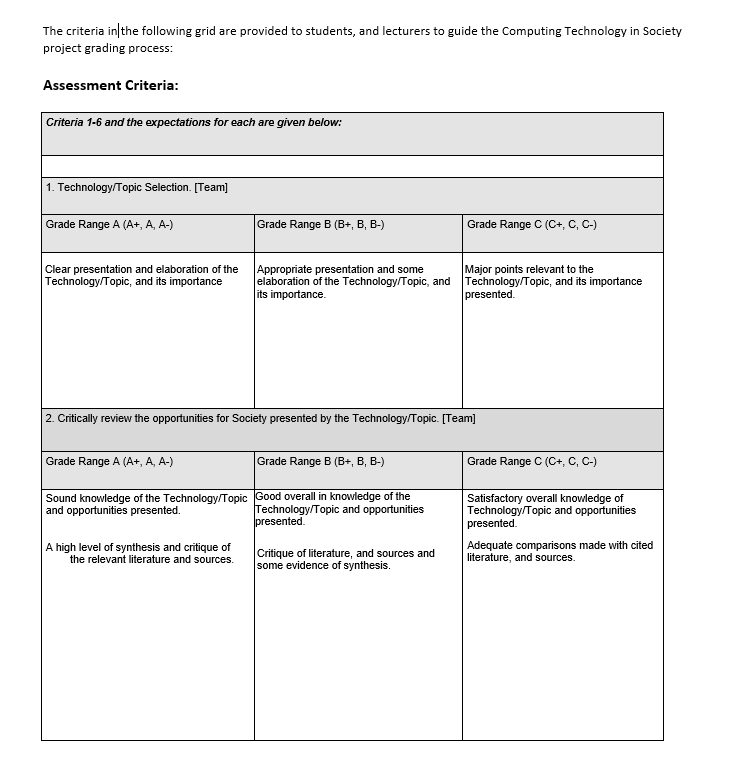 The criteria in the following grid are provided to students, and lecturers to guide the Computing Technology in Society
project grading process:
Assessment Criteria:
Criteria 1-6 and the expectations for each are given below:
1. Technology/Topic Selection. [Team]
Grade Range A (A+, A, A-)
Grade Range B (B+, B, B-)
Grade Range C (C+, C, C-)
Clear presentation and elaboration of the
Technology/Topic, and its importance
Appropriate presentation and some
elaboration of the Technology/Topic, and
its importance.
Major points relevant to the
Technology/Topic, and its importance
presented.
2. Critically review the opportunities for Society presented by the Technology/Topic. [Team]
Grade Range A (A+, A, A-)
Grade Range B (B+, B, B-)
Grade Range C (C+, C, C-)
Sound knowledge of the Technology/Topic
and opportunities presented.
A high level of synthesis and critique of
the relevant literature and sources.
Good overall in knowledge of the
Technology/Topic and opportunities
presented.
Critique of literature, and sources and
some evidence of synthesis.
Satisfactory overall knowledge of
Technology/Topic and opportunities
presented.
Adequate comparisons made with cited
literature, and sources.